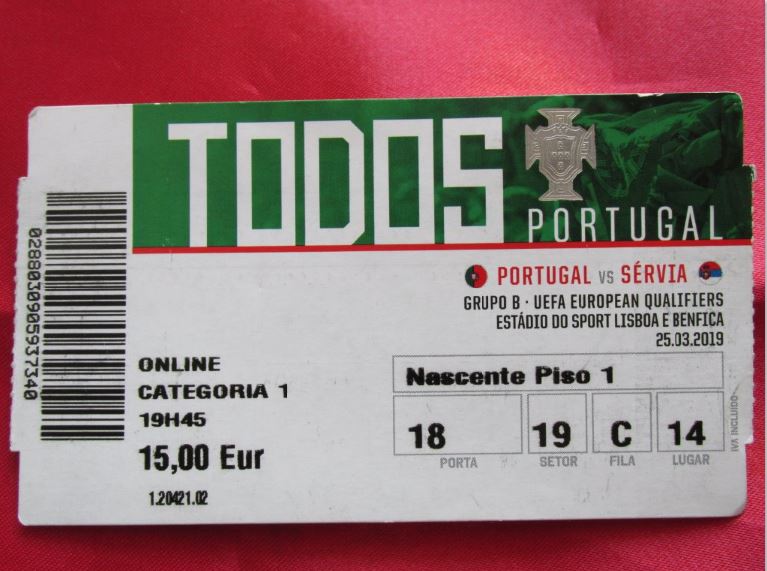 TODOS
PORTUGAL
PORTUGAL VS SÉRVIA
GRUPO B · UEFA EUROPEAN QUALIFIERS
ESTÁDIO DO SPORT LISBOA E BENFICA
25.03.2019
ONLINE
CATEGORIA 1
19H45
15,00 Eur
1.20421.02
Nascente Piso 1
18 19 C 14
PORTA SETOR FILA LUGAR
IVA INCLUIDO
0288030905937340